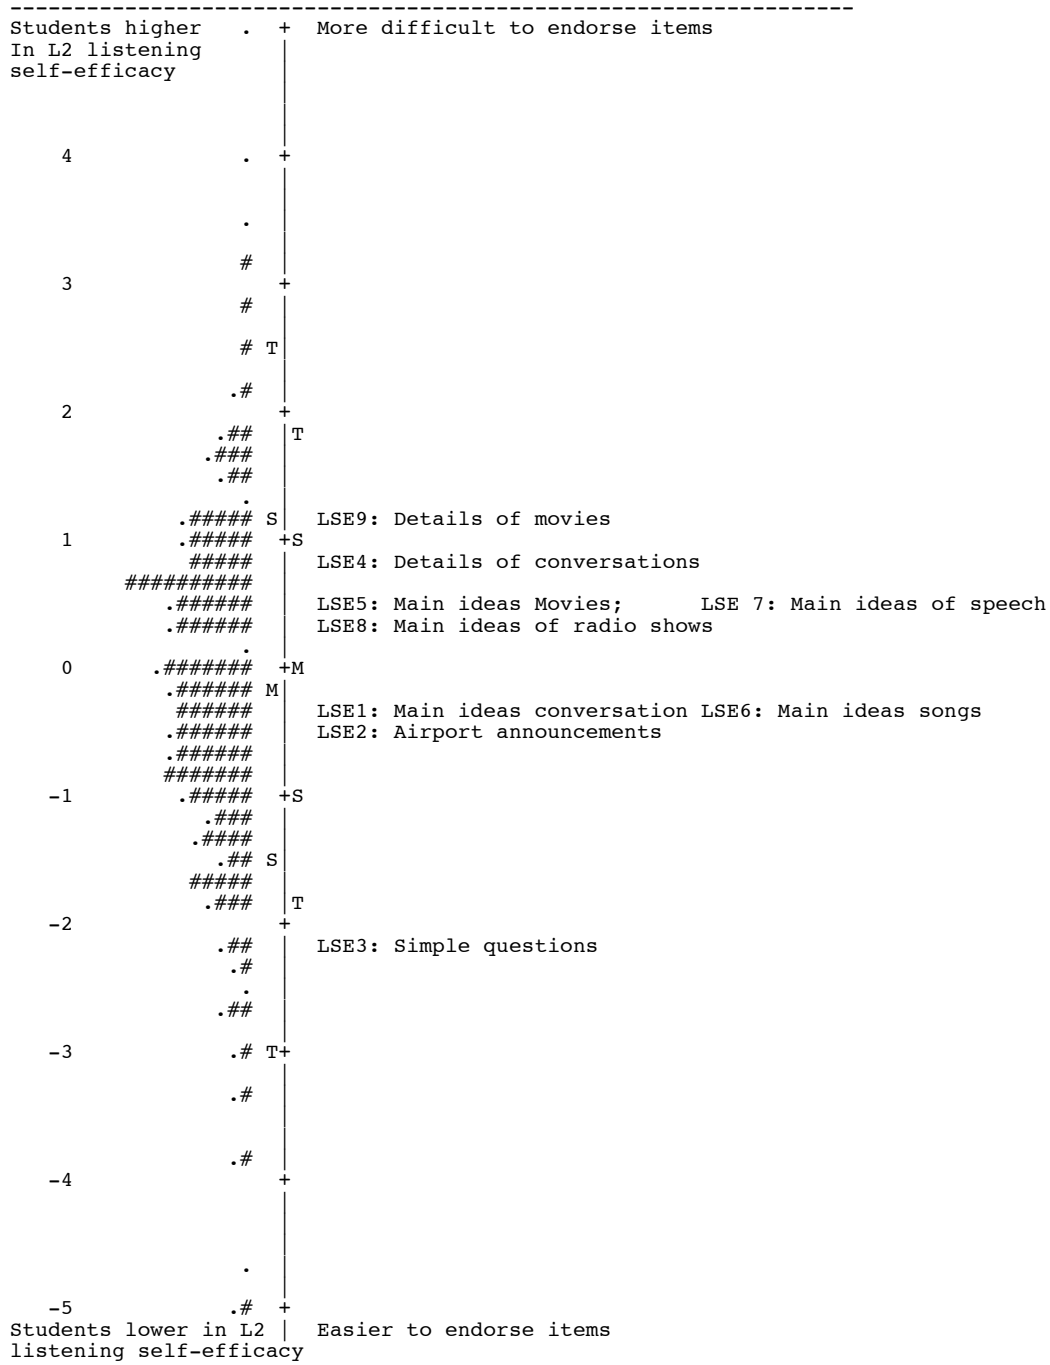 ----------------------------------------------------------------
Students higher . + More difficult to endorse items
In L2 listening |
self-efficacy |
|
|
|
4 . +
|
|
. |
|
# |
3 +
# |
|
# T|
|
.# |
2 +
.## |T
.### |
.## |
. |
.##### S| LSE9: Details of movies
1 .##### +S
##### | LSE4: Details of conversations
########## |
.###### | LSE5: Main ideas Movies; LSE 7: Main ideas of speech
.###### | LSE8: Main ideas of radio shows
. |
0 .####### +M
.###### M|
###### | LSE1: Main ideas conversation LSE6: Main ideas songs
.###### | LSE2: Airport announcements
.###### |
####### |
-1 .##### +S
.### |
.#### |
.## S|
##### |
.### |T
-2 +
.## | LSE3: Simple questions
.# |
. |
.## |
|
-3 .# T+
|
.# |
|
|
.# |
-4 +
|
|
|
. |
|
-5 .# +
Students lower in L2 | Easier to endorse items
listening self-efficacy